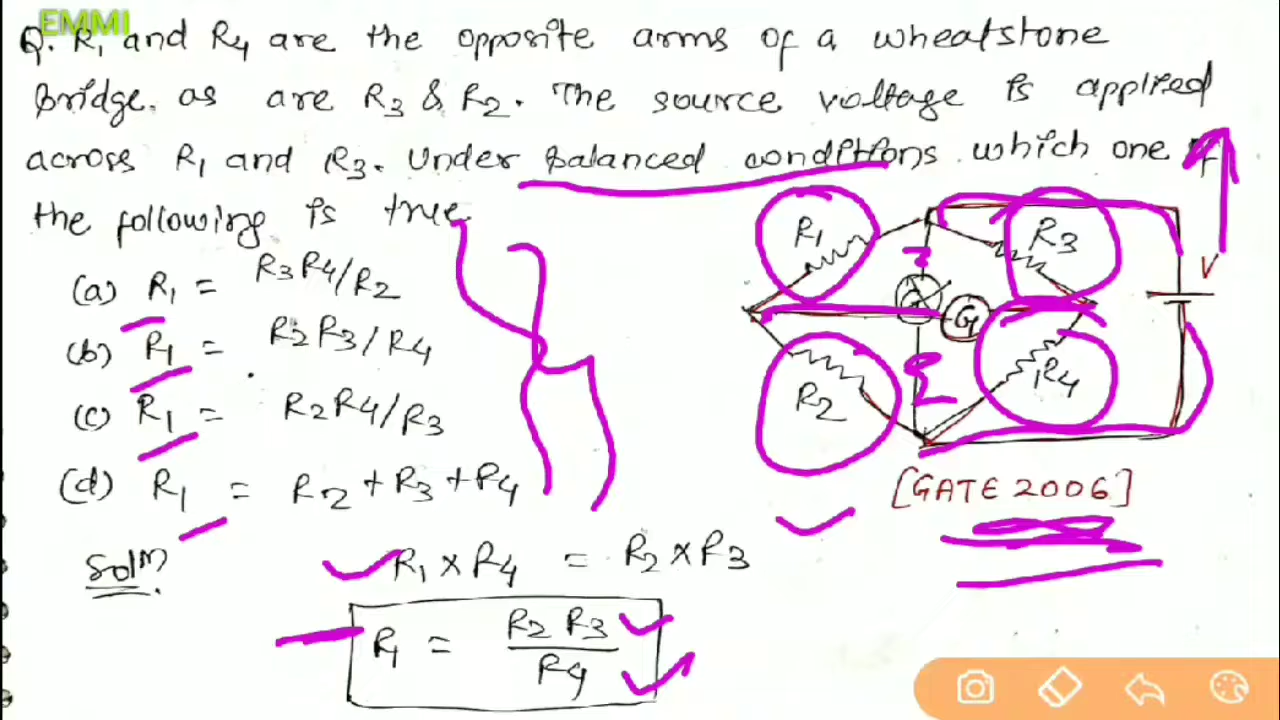 EMMI
Q. R1 and R4 are the opposite arms of a wheatstone
bridge. as are R3 & R2. The source voltage is applied
across R1 and R3. Under balanced conditions which one of
the following is true.
(a) R1 = R3R4/R2
(b) R1 = R2R3/R4
(c) R1 = R2R4/R3
(d) R1 = R2+R3+R4
R1
R3
G
G
V
R2
R4
[GATE 2006]
Solⁿ.
R1 × R4 = R2 × R3
R1 = R2 R3 / R4